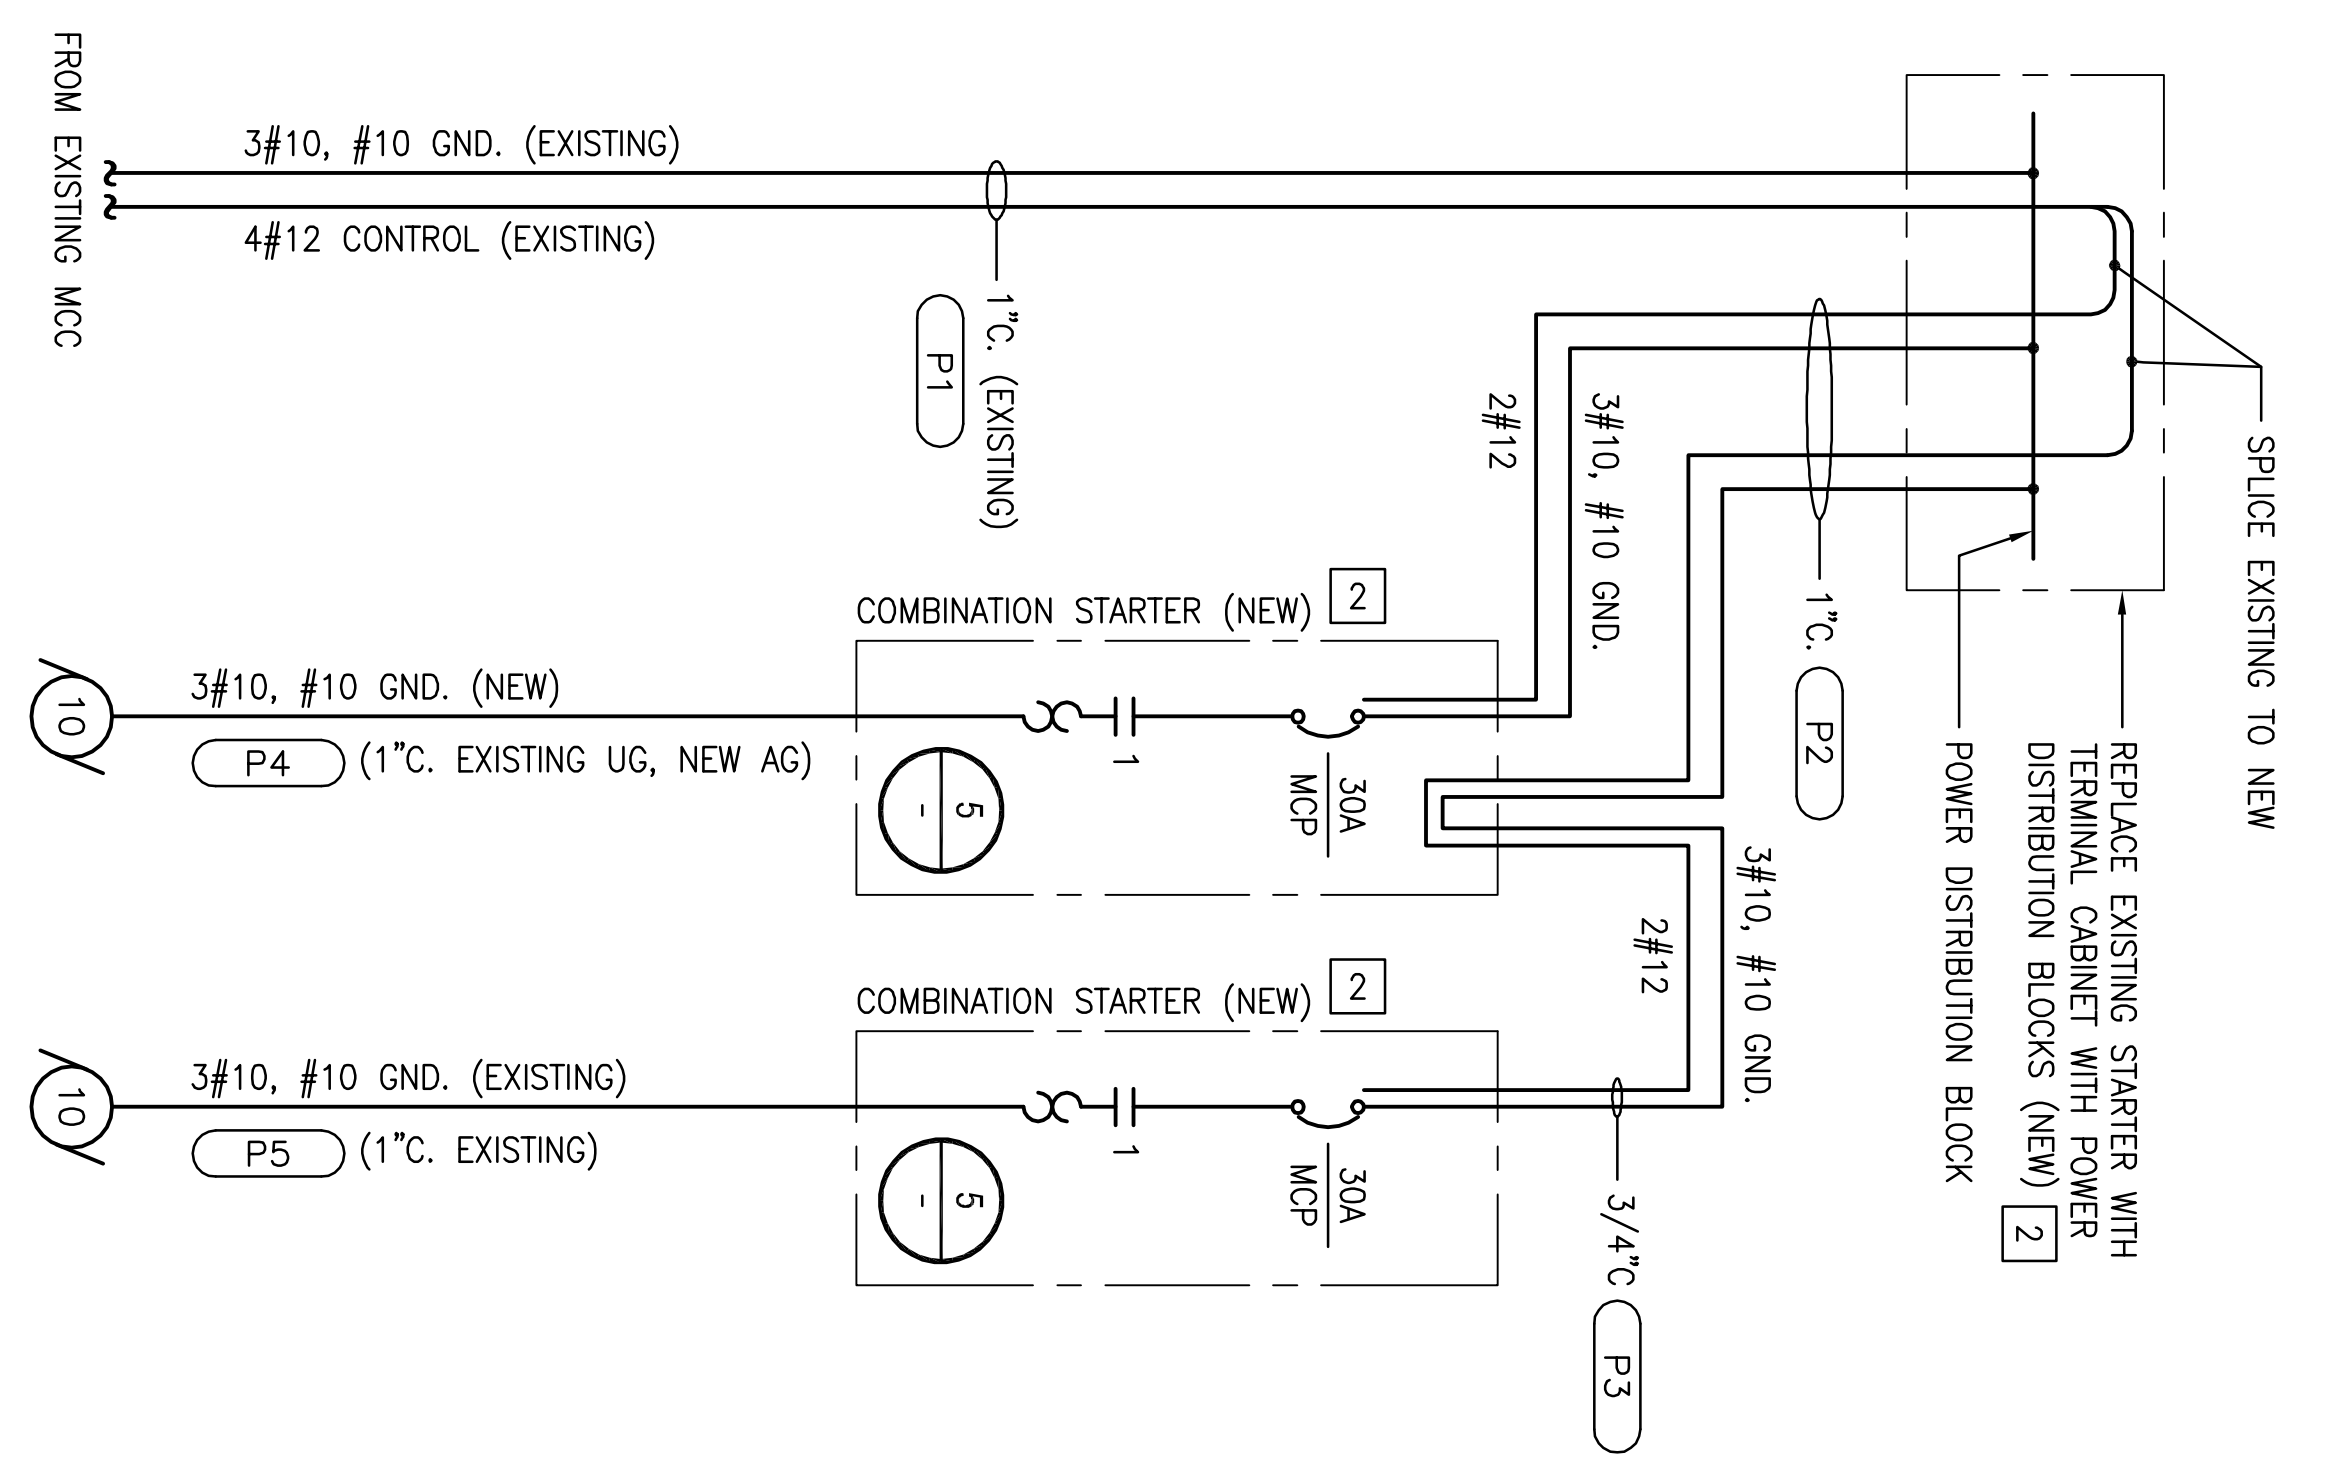 FROM EXISTING MCC
3#10, #10 GND. (EXISTING)
4#12 CONTROL (EXISTING)
1"C. (EXISTING)
P1
SPLICE EXISTING TO NEW
REPLACE EXISTING STARTER WITH
TERMINAL CABINET WITH POWER
DISTRIBUTION BLOCKS (NEW)
2
POWER DISTRIBUTION BLOCK
1"C.
P2
3#10, #10 GND.
2#12
COMBINATION STARTER (NEW)
2
30A
MCP
1
5
-
3#10, #10 GND. (NEW)
P4
(1"C. EXISTING UG, NEW AG)
10
3#10, #10 GND.
2#12
3/4"C
P3
COMBINATION STARTER (NEW)
2
30A
MCP
1
5
-
3#10, #10 GND. (EXISTING)
P5
(1"C. EXISTING)
10